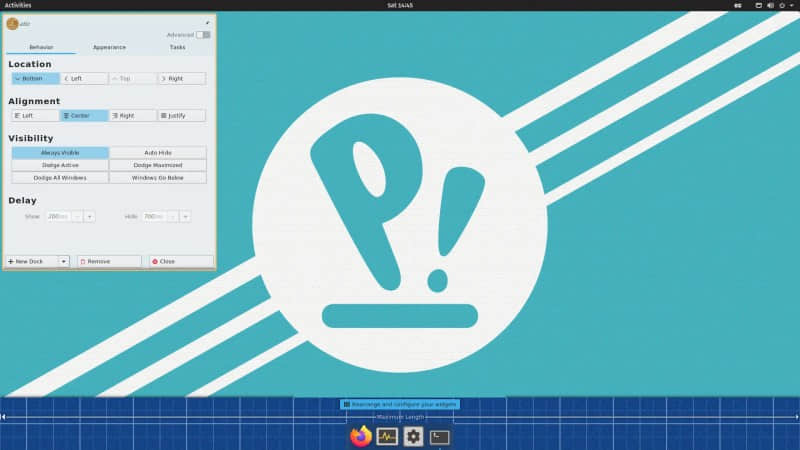 Activities
Sat 14:45
Advanced
Behavior Appearance Tasks
Location
Bottom Left Top Right
Alignment
Left Center Right Justify
Visibility
Always Visible Auto Hide
Dodge Active Dodge Maximized
Dodge All Windows Windows Go Below
Delay
Show 200ms - + Hide 700ms - +
New Dock Remove Close
P!
Rearrange and configure your widgets
Maximum Length